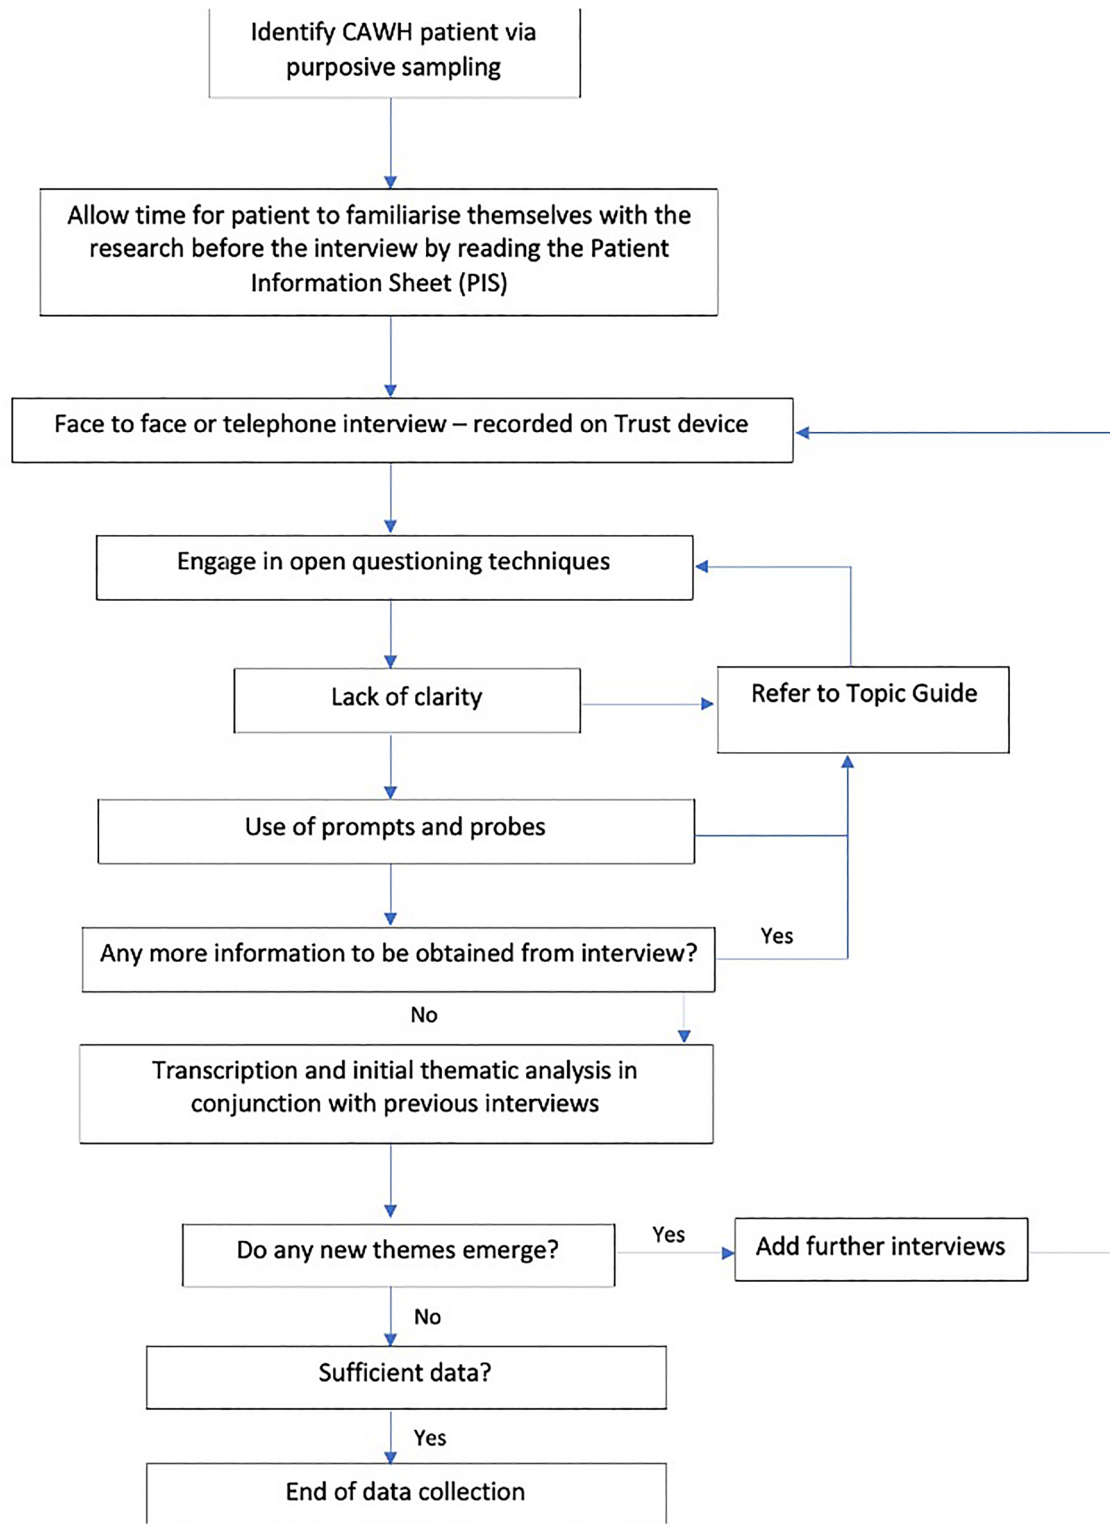 Identify CAWH patient via
purposive sampling
Allow time for patient to familiarise themselves with the
research before the interview by reading the Patient
Information Sheet (PIS)
Face to face or telephone interview – recorded on Trust device
Engage in open questioning techniques
Lack of clarity
Refer to Topic Guide
Use of prompts and probes
Any more information to be obtained from interview?
Yes
No
Transcription and initial thematic analysis in
conjunction with previous interviews
Do any new themes emerge?
Yes
Add further interviews
No
Sufficient data?
Yes
End of data collection